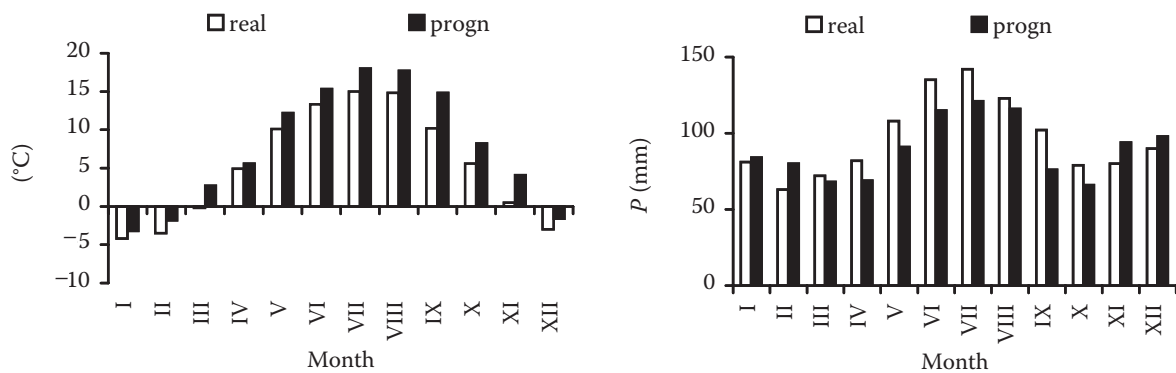 real progn
20
15
10
5
0
−5
−10
(°C)
I II III IV V VI VII VIII IX X XI XII
Month
real progn
150
100
50
0
P (mm)
I II III IV V VI VII VIII IX X XI XII
Month